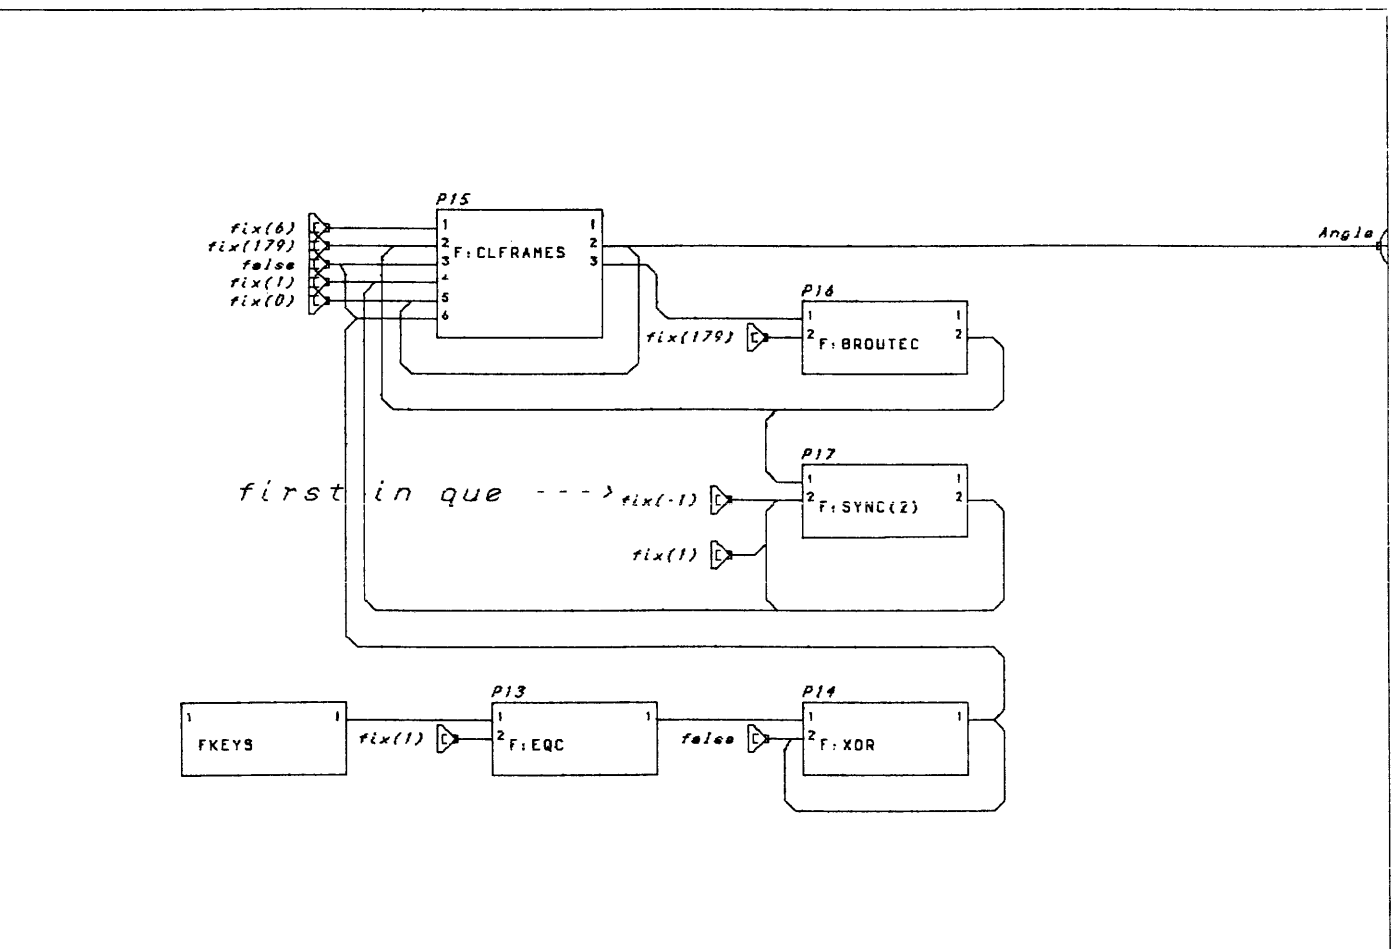 P15
fix(6) 1 1
fix(179) 2 2 Angle
false 3 F:CLFRAMES 3
fix(1) 4
fix(0) 5
6
P16
1 1
fix(179) 2 F:BROUTEC 2
P17
1 1
first in que ---> fix(-1) 2 F:SYNC(2) 2
fix(1)
P13 P14
1 1 1 1 1 1
FKEYS fix(1) 2 F:EQC false 2 F:XOR